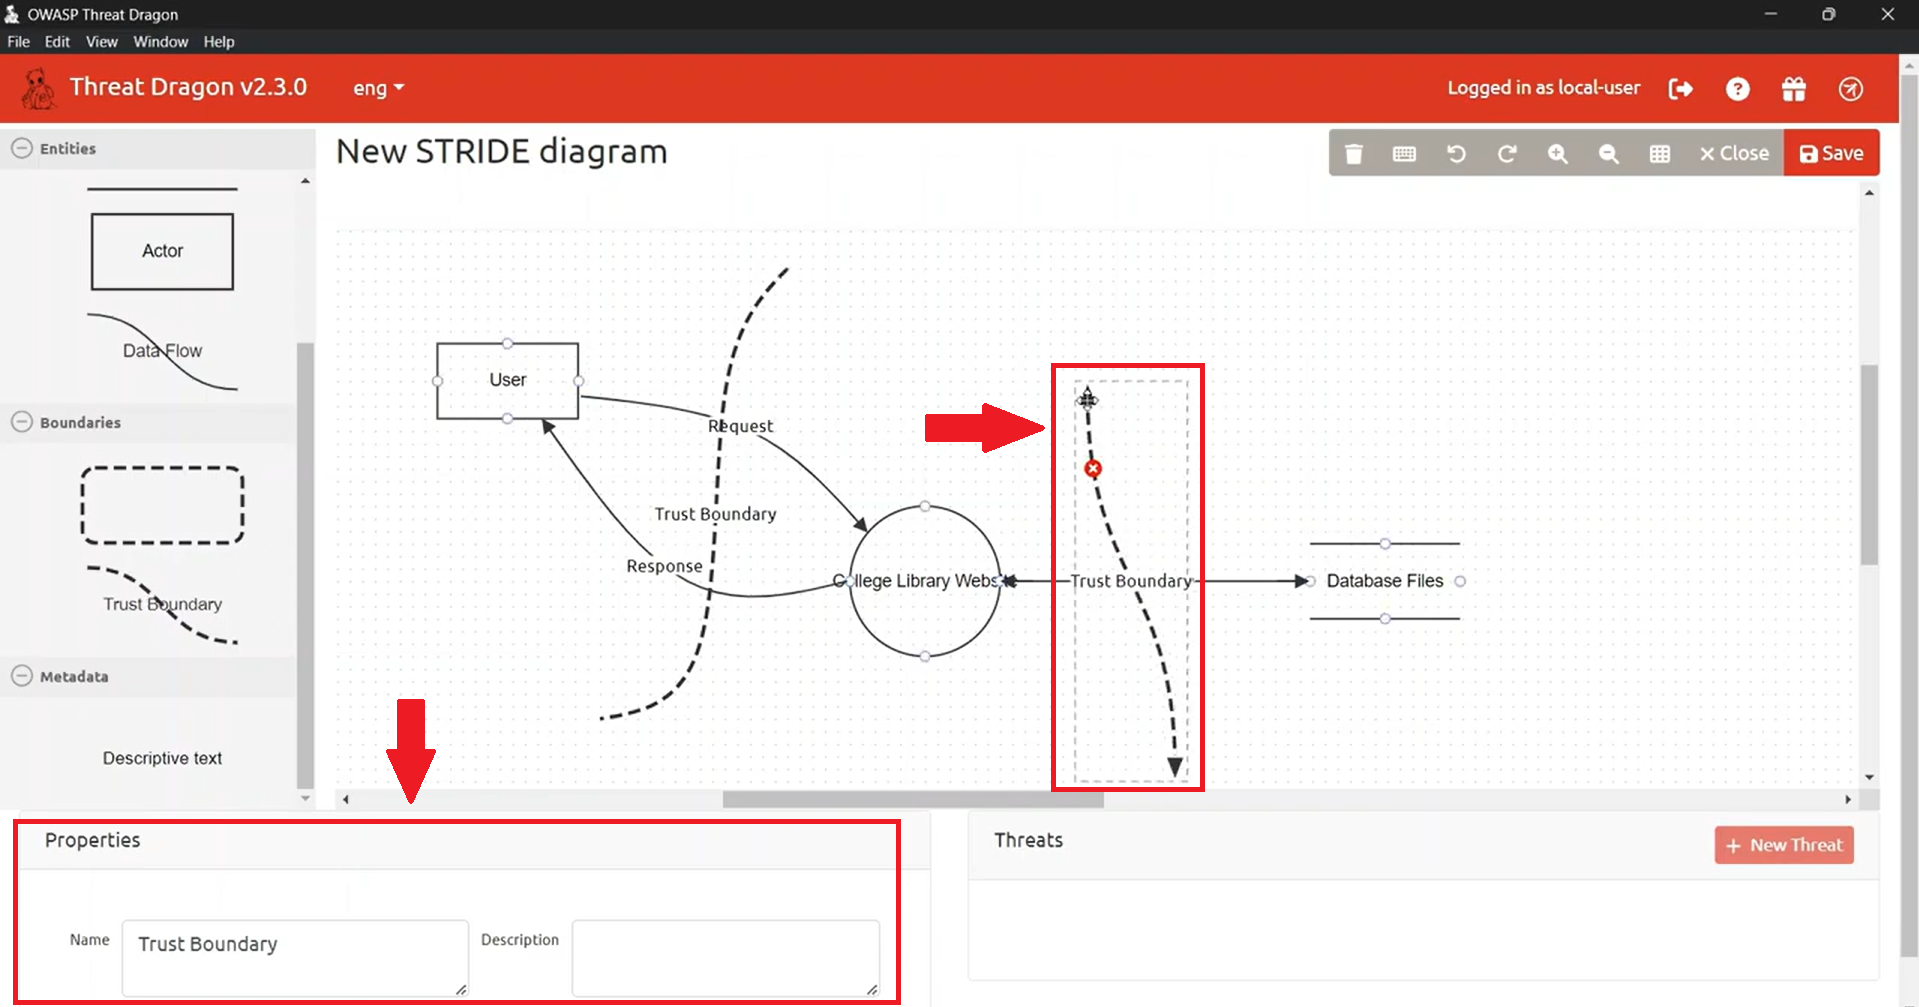 OWASP Threat Dragon
File Edit View Window Help
Threat Dragon v2.3.0
eng
Logged in as local-user
Entities
New STRIDE diagram
Close
Save
Actor
Data Flow
Boundaries
Trust Boundary
Metadata
Descriptive text
User
Request
Trust Boundary
Response
College Library Webs
Trust Boundary
Database Files
Properties
Name
Trust Boundary
Description
Threats
+ New Threat